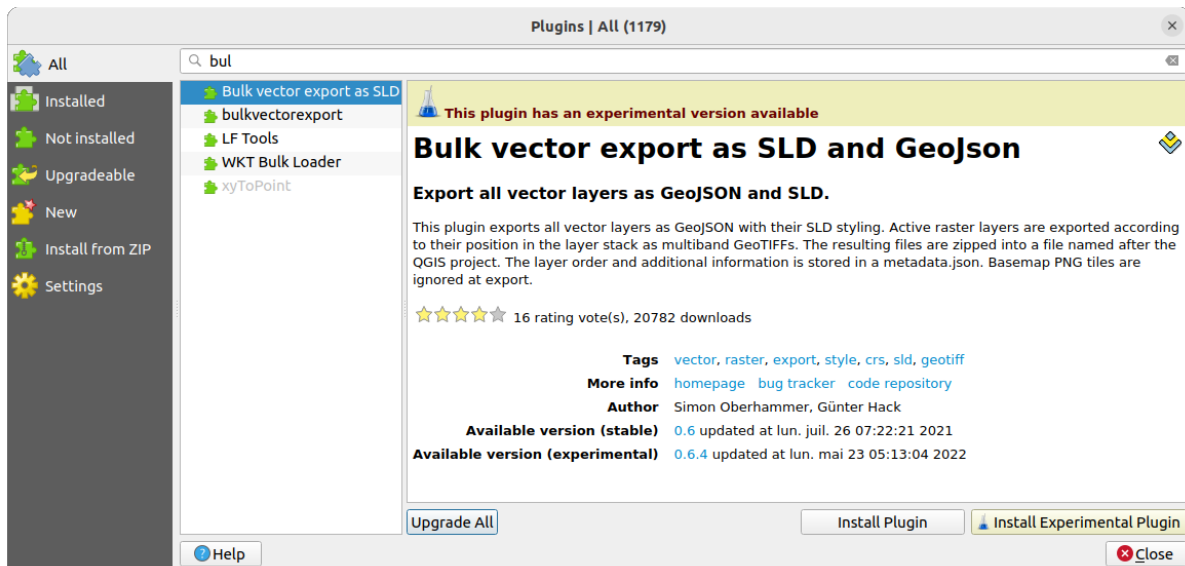 Plugins | All (1179)
All
Installed
Not installed
Upgradeable
New
Install from ZIP
Settings
bul
Bulk vector export as SLD
bulkvectorexport
LF Tools
WKT Bulk Loader
xyToPoint
This plugin has an experimental version available
Bulk vector export as SLD and GeoJson
Export all vector layers as GeoJSON and SLD.
This plugin exports all vector layers as GeoJSON with their SLD styling. Active raster layers are exported according
to their position in the layer stack as multiband GeoTIFFs. The resulting files are zipped into a file named after the
QGIS project. The layer order and additional information is stored in a metadata.json. Basemap PNG tiles are
ignored at export.
16 rating vote(s), 20782 downloads
Tags vector, raster, export, style, crs, sld, geotiff
More info homepage bug tracker code repository
Author Simon Oberhammer, Günter Hack
Available version (stable) 0.6 updated at lun. juil. 26 07:22:21 2021
Available version (experimental) 0.6.4 updated at lun. mai 23 05:13:04 2022
Upgrade All Install Plugin Install Experimental Plugin
Help Close